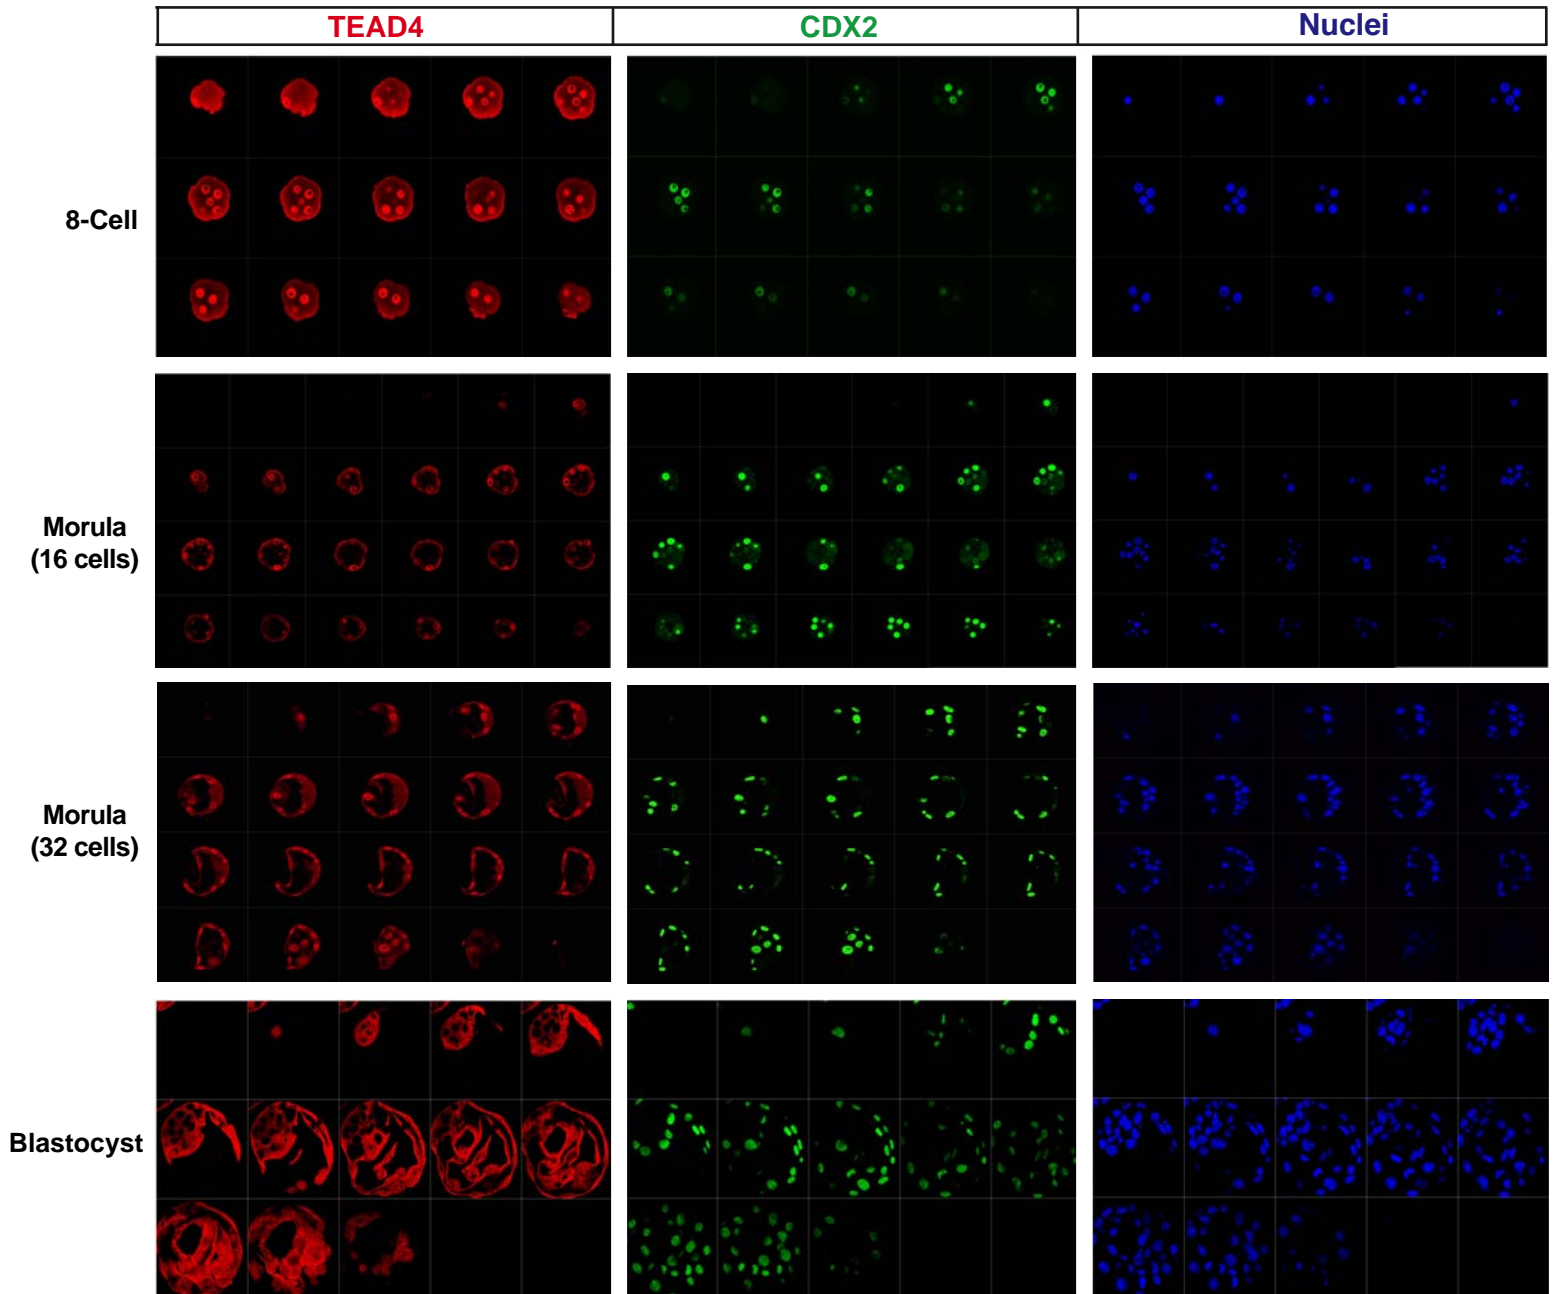 TEAD4 CDX2 Nuclei
8-Cell
Morula
(16 cells)
Morula
(32 cells)
Blastocyst